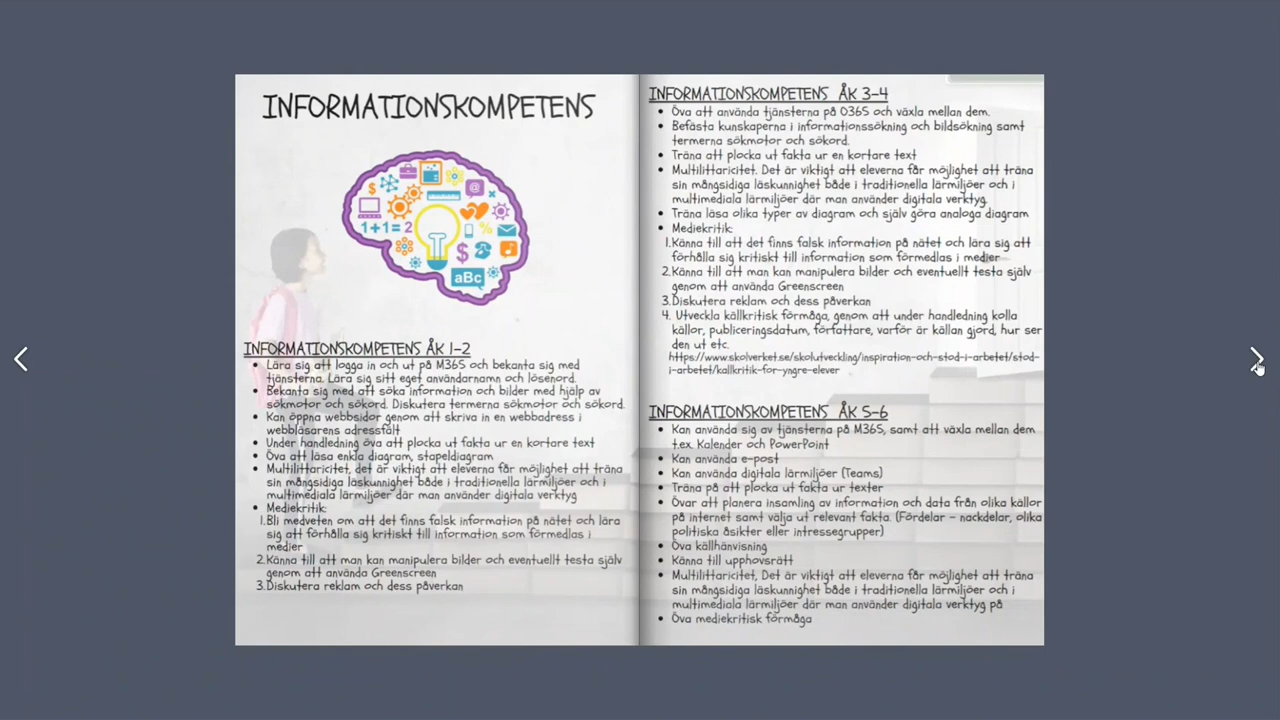 INFORMATIONSKOMPETENS
$
@
1+1=2
%
$
aBc
INFORMATIONSKOMPETENS ÅK 1-2
• Lära sig att logga in och ut på M365 och bekanta sig med
tjänsterna. Lära sig sitt eget användarnamn och lösenord.
• Bekanta sig med att söka information och bilder med hjälp av
sökmotor och sökord. Diskutera termerna sökmotor och sökord.
• Kan öppna webbsidor genom att skriva in en webbadress i
webbläsarens adressfält
• Under handledning öva att plocka ut fakta ur en kortare text
• Öva att läsa enkla diagram, stapeldiagram
• Multilittaricitet, det är viktigt att eleverna får möjlighet att träna
sin mångsidiga läskunnighet både i traditionella lärmiljöer och i
multimediala lärmiljöer där man använder digitala verktyg
• Mediekritik:
1.Bli medveten om att det finns falsk information på nätet och lära
sig att förhålla sig kritiskt till information som förmedlas i
medier
2.Känna till att man kan manipulera bilder och eventuellt testa själv
genom att använda Greenscreen
3.Diskutera reklam och dess påverkan
INFORMATIONSKOMPETENS ÅK 3-4
• Öva att använda tjänsterna på O365 och växla mellan dem.
• Befästa kunskaperna i informationssökning och bildsökning samt
termerna sökmotor och sökord.
• Träna att plocka ut fakta ur en kortare text
• Multilittaricitet. Det är viktigt att eleverna får möjlighet att träna
sin mångsidiga läskunnighet både i traditionella lärmiljöer och i
multimediala lärmiljöer där man använder digitala verktyg.
• Träna läsa olika typer av diagram och själv göra analoga diagram
• Mediekritik:
1.Känna till att det finns falsk information på nätet och lära sig att
förhålla sig kritiskt till information som förmedlas i medier
2.Känna till att man kan manipulera bilder och eventuellt testa själv
genom att använda Greenscreen
3.Diskutera reklam och dess påverkan
4. Utveckla källkritisk förmåga, genom att under handledning kolla
källor, publiceringsdatum, författare, varför är källan gjord, hur ser
den ut etc.
https://www.skolverket.se/skolutveckling/inspiration-och-stod-i-arbetet/stod-
i-arbetet/kallkritik-for-yngre-elever
INFORMATIONSKOMPETENS ÅK 5-6
• Kan använda sig av tjänsterna på M365, samt att växla mellan dem
t.ex. Kalender och PowerPoint
• Kan använda e-post
• Kan använda digitala lärmiljöer (Teams)
• Träna på att plocka ut fakta ur texter
• Övar att planera insamling av information och data från olika källor
på internet samt välja ut relevant fakta. (Fördelar - nackdelar, olika
politiska åsikter eller intressegrupper)
• Öva källhänvisning
• Känna till upphovsrätt
• Multilittaricitet, Det är viktigt att eleverna får möjlighet att träna
sin mångsidiga läskunnighet både i traditionella lärmiljöer och i
multimediala lärmiljöer där man använder digitala verktyg på
• Öva mediekritisk förmåga